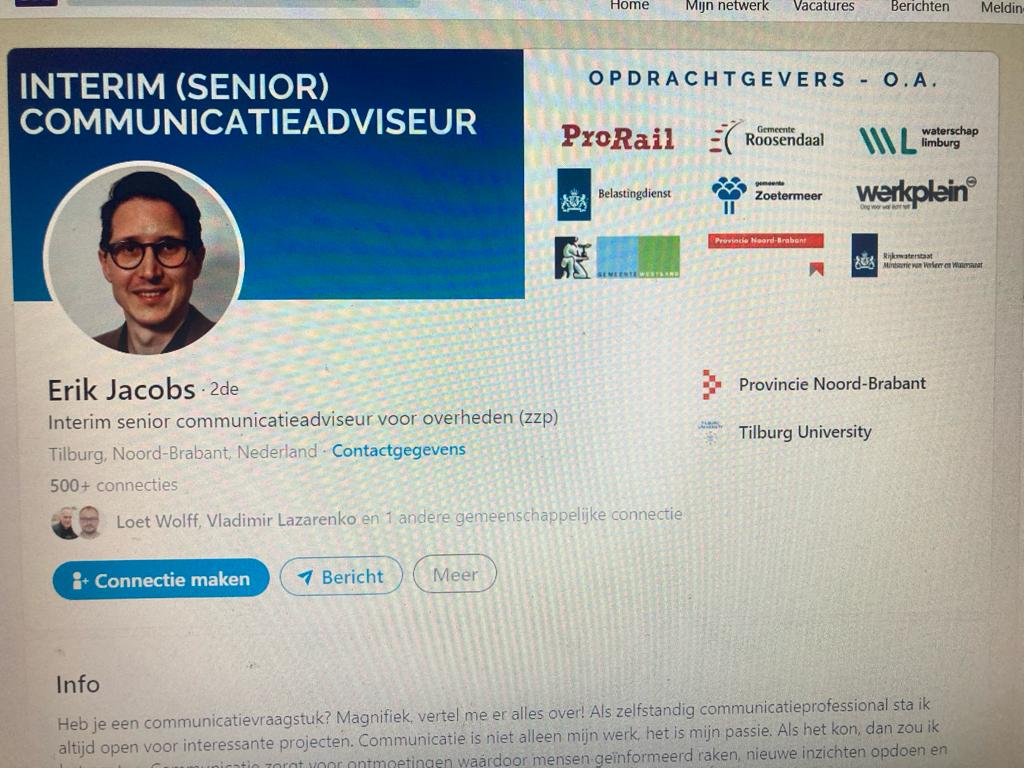 Home Mijn netwerk Vacatures Berichten Meldin
INTERIM (SENIOR)
COMMUNICATIEADVISEUR
OPDRACHTGEVERS - O.A.
ProRail
Gemeente
Roosendaal
waterschap
limburg
Belastingdienst
gemeente
Zoetermeer
werkplein
GEMEENTE WESTLAND
Provincie Noord-Brabant
Rijkswaterstaat
Ministerie van Verkeer en Waterstaat
Erik Jacobs · 2de
Interim senior communicatieadviseur voor overheden (zzp)
Tilburg, Noord-Brabant, Nederland · Contactgegevens
500+ connecties
Loet Wolff, Vladimir Lazarenko en 1 andere gemeenschappelijke connectie
Provincie Noord-Brabant
Tilburg University
Connectie maken
Bericht
Meer
Info
Heb je een communicatievraagstuk? Magnifiek, vertel me er alles over! Als zelfstandig communicatieprofessional sta ik
altijd open voor interessante projecten. Communicatie is niet alleen mijn werk, het is mijn passie. Als het kon, dan zou ik
Communicatie zorgt voor ontmoetingen waardoor mensen geïnformeerd raken, nieuwe inzichten opdoen en